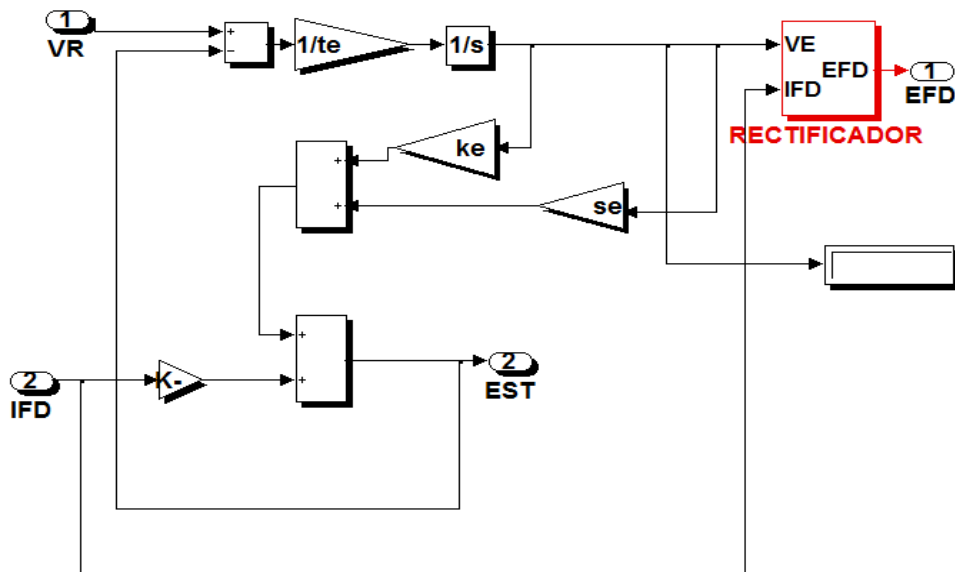 1
VR
+
−
1/te
1/s
VE
IFD
EFD
RECTIFICADOR
1
EFD
ke
+
+
se
+
+
2
IFD
K-
2
EST